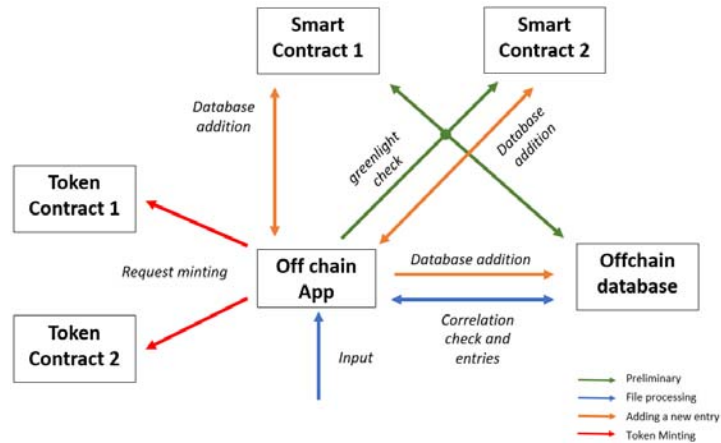 Smart
Contract 1
Smart
Contract 2
Database
addition
greenlight
check
Database
addition
Token
Contract 1
Request minting
Off chain
App
Database addition
Offchain
database
Token
Contract 2
Correlation
check and
entries
Input
Preliminary
File processing
Adding a new entry
Token Minting